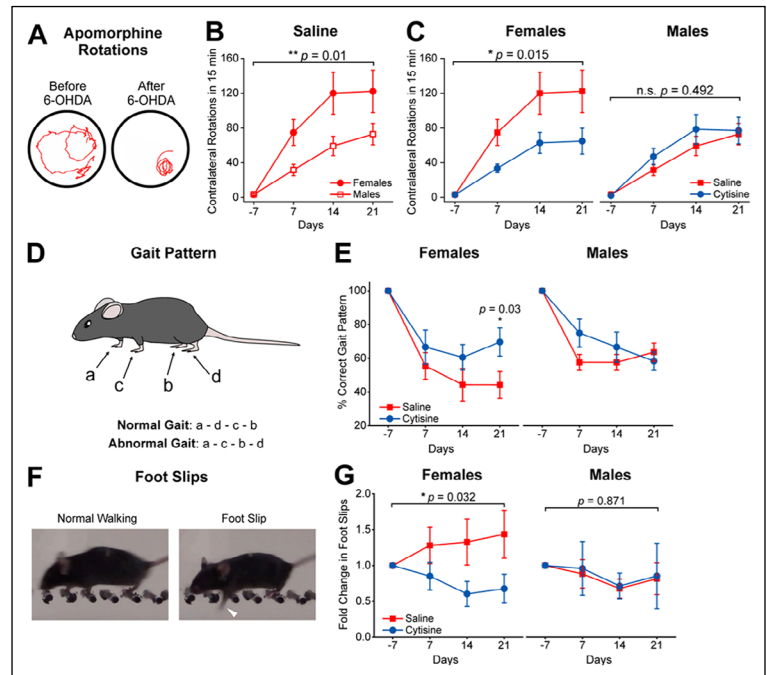 A
Apomorphine
Rotations
Before
6-OHDA
After
6-OHDA
B
Saline
** p = 0.01
Contralateral Rotations in 15 min
160
120
80
40
0
Females
Males
-7
7
14
21
Days
C
Females
* p = 0.015
Contralateral Rotations in 15 min
160
120
80
40
0
-7
7
14
21
Days
Males
n.s. p = 0.492
Saline
Cytisine
-7
7
14
21
Days
D
Gait Pattern
a
c
b
d
Normal Gait: a - d - c - b
Abnormal Gait: a - c - b - d
E
Females
% Correct Gait Pattern
100
80
60
40
20
p = 0.03
*
Saline
Cytisine
-7
7
14
21
Days
Males
-7
7
14
21
Days
F
Foot Slips
Normal Walking
Foot Slip
G
Females
* p = 0.032
Fold Change in Foot Slips
2.0
1.5
1.0
0.5
0.0
Saline
Cytisine
-7
7
14
21
Days
Males
p = 0.871
-7
7
14
21
Days